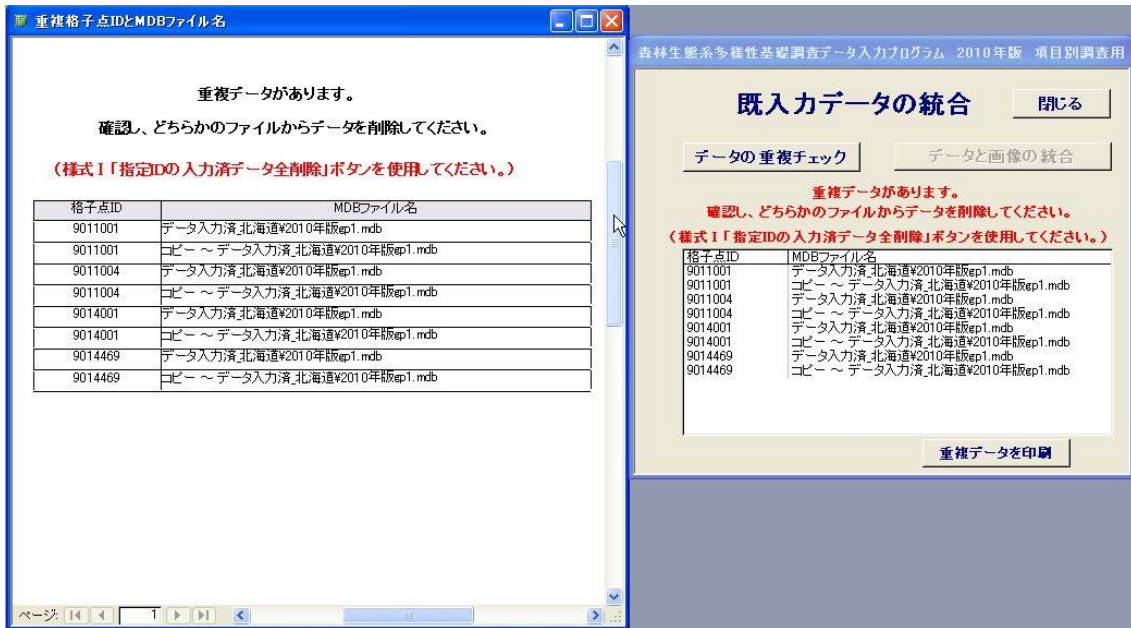 重複格子点IDとMDBファイル名
重複データがあります。
確認し、どちらかのファイルからデータを削除してください。
(様式I「指定IDの入力済データ全削除」ボタンを使用してください。)
格子点ID MDBファイル名
9011001 データ入力済_北海道¥2010年版gp1.mdb
9011001 コピー ～ データ入力済_北海道¥2010年版gp1.mdb
9011004 データ入力済_北海道¥2010年版gp1.mdb
9011004 コピー ～ データ入力済_北海道¥2010年版gp1.mdb
9014001 データ入力済_北海道¥2010年版gp1.mdb
9014001 コピー ～ データ入力済_北海道¥2010年版gp1.mdb
9014469 データ入力済_北海道¥2010年版gp1.mdb
9014469 コピー ～ データ入力済_北海道¥2010年版gp1.mdb
ページ: 1
森林生態系多様性基礎調査データ入力プログラム 2010年版 項目別調査用
既入力データの統合 閉じる
データの重複チェック データと画像の統合
重複データがあります。
確認し、どちらかのファイルからデータを削除してください。
(様式I「指定IDの入力済データ全削除」ボタンを使用してください。)
格子点ID MDBファイル名
9011001 データ入力済_北海道¥2010年版gp1.mdb
9011001 コピー ～ データ入力済_北海道¥2010年版gp1.mdb
9011004 データ入力済_北海道¥2010年版gp1.mdb
9011004 コピー ～ データ入力済_北海道¥2010年版gp1.mdb
9014001 データ入力済_北海道¥2010年版gp1.mdb
9014001 コピー ～ データ入力済_北海道¥2010年版gp1.mdb
9014469 データ入力済_北海道¥2010年版gp1.mdb
9014469 コピー ～ データ入力済_北海道¥2010年版gp1.mdb
重複データを印刷